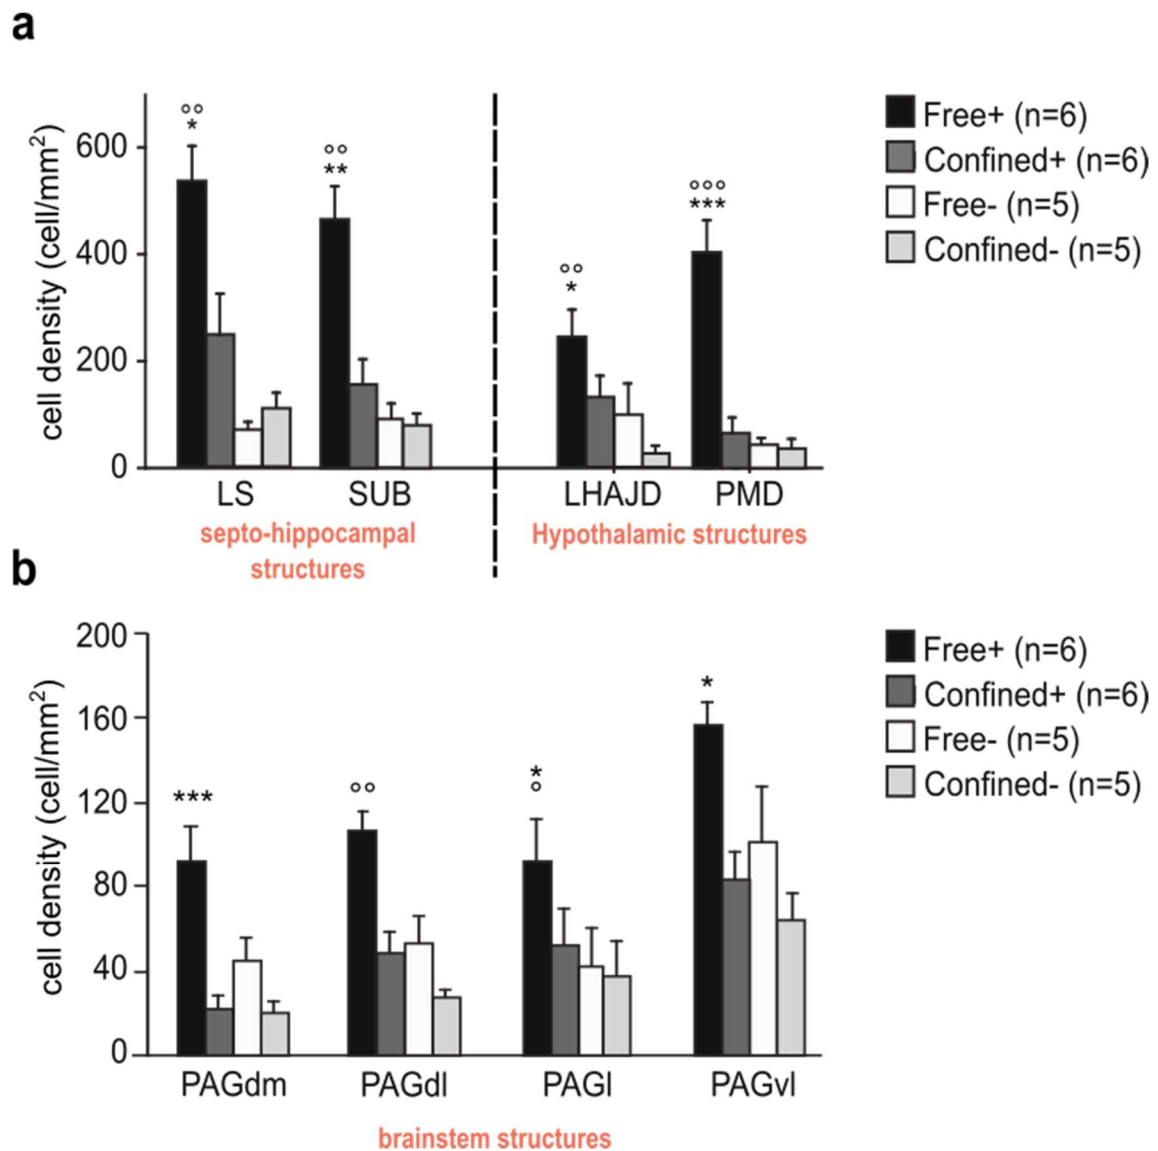 a
cell density (cell/mm²)
600
400
200
0
°°
*
°°
**
°°
*
°°°
***
LS
SUB
LHAJD
PMD
septo-hippocampal
structures
Hypothalamic structures
Free+ (n=6)
Confined+ (n=6)
Free- (n=5)
Confined- (n=5)
b
cell density (cell/mm²)
200
160
120
80
40
0
***
°°
*
°
*
PAGdm
PAGdl
PAGl
PAGvl
brainstem structures
Free+ (n=6)
Confined+ (n=6)
Free- (n=5)
Confined- (n=5)